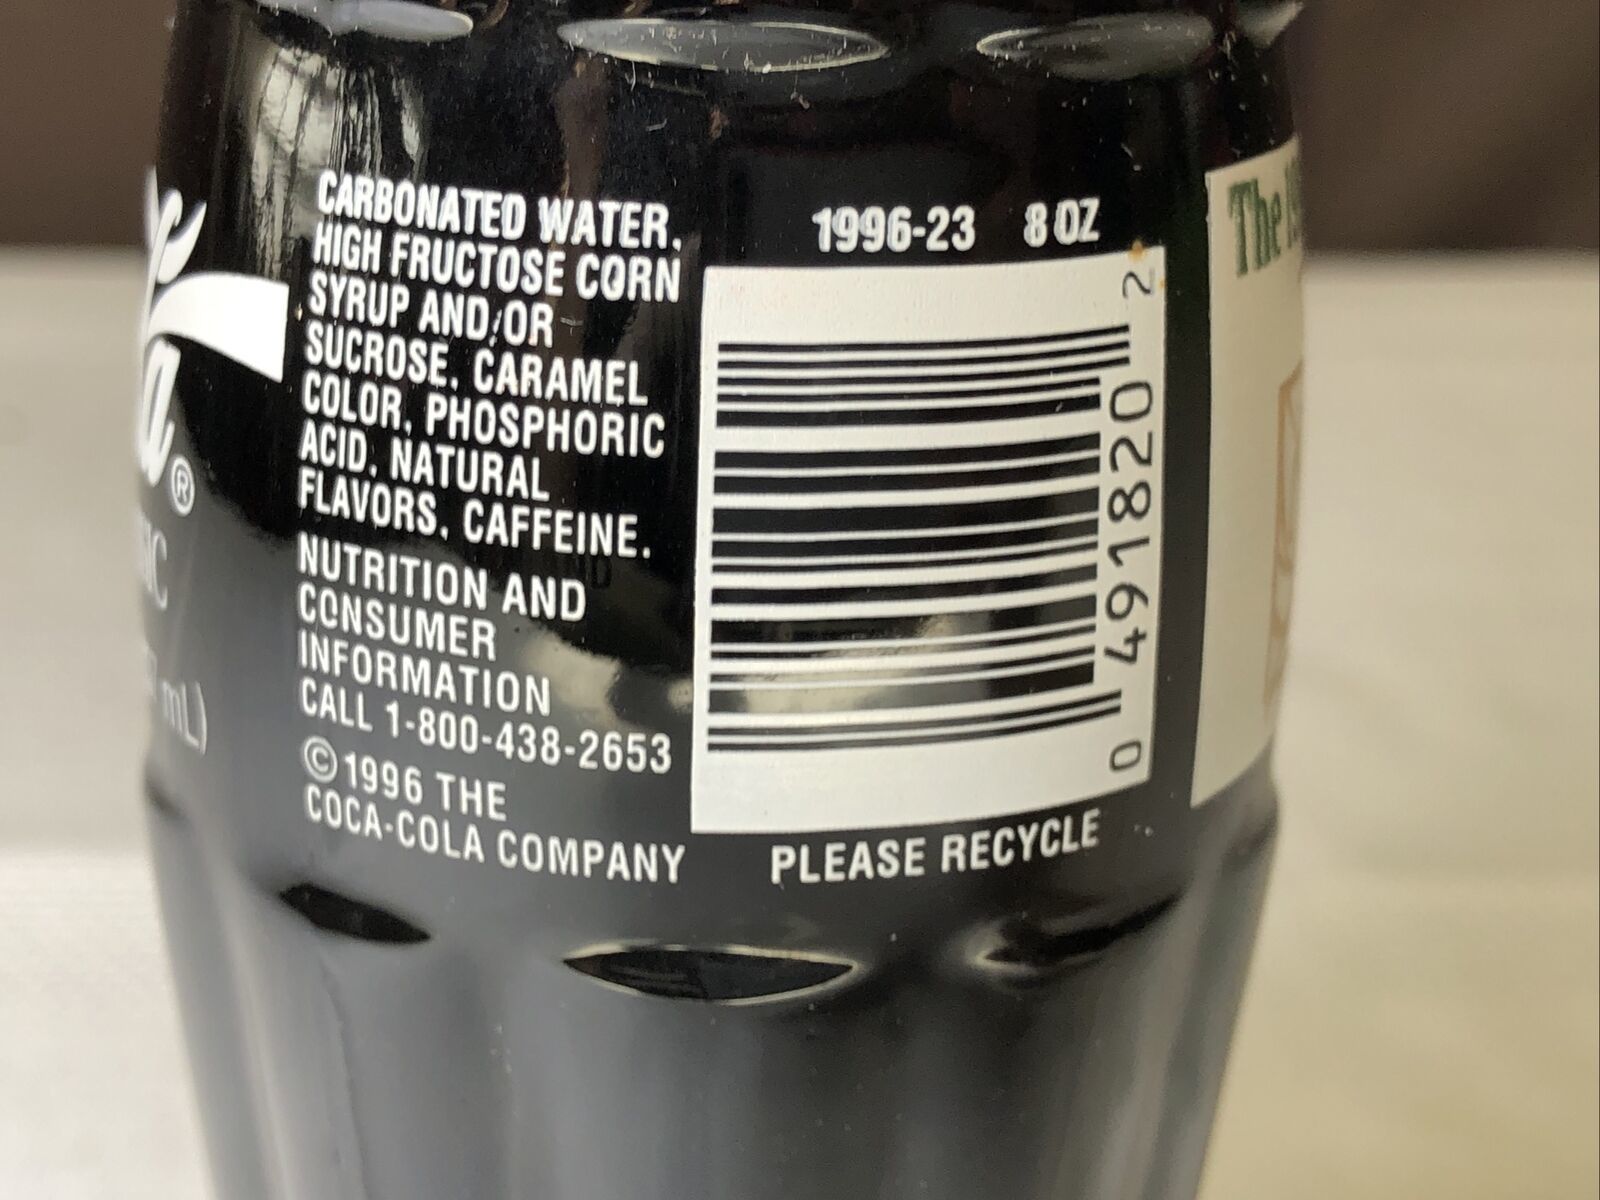 CARBONATED WATER,
HIGH FRUCTOSE CORN
SYRUP AND/OR
SUCROSE, CARAMEL
COLOR, PHOSPHORIC
ACID, NATURAL
FLAVORS, CAFFEINE.
NUTRITION AND
CONSUMER
INFORMATION
CALL 1-800-438-2653
© 1996 THE
COCA-COLA COMPANY
®
mL)
1996-23 8 OZ
0 491820 2
PLEASE RECYCLE
The